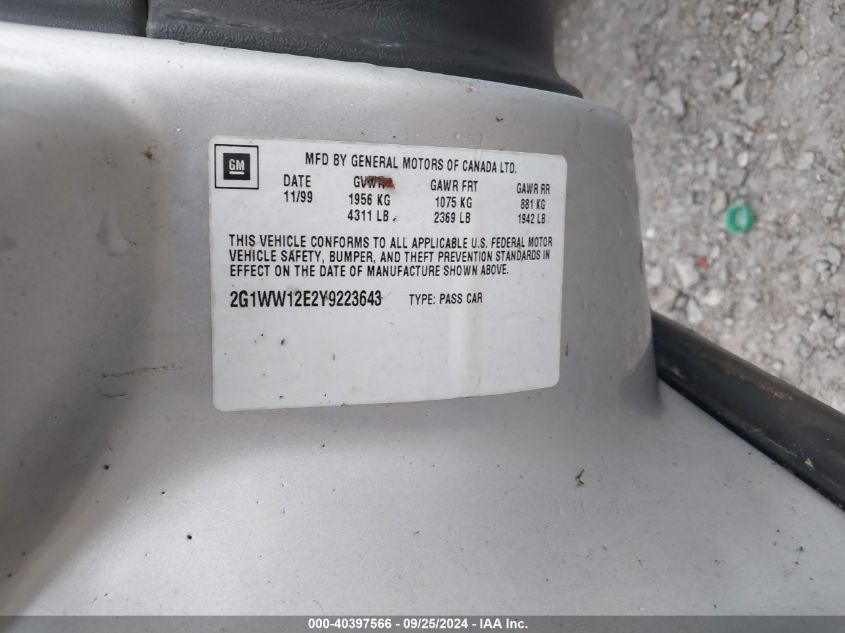 GM
MFD BY GENERAL MOTORS OF CANADA LTD.
DATE GVWR GAWR FRT GAWR RR
11/99 1956 KG 1075 KG 881 KG
4311 LB 2369 LB 1942 LB
THIS VEHICLE CONFORMS TO ALL APPLICABLE U.S. FEDERAL MOTOR
VEHICLE SAFETY, BUMPER, AND THEFT PREVENTION STANDARDS IN
EFFECT ON THE DATE OF MANUFACTURE SHOWN ABOVE.
2G1WW12E2Y9223643 TYPE: PASS CAR
000-40397566 - 09/25/2024 - IAA Inc.